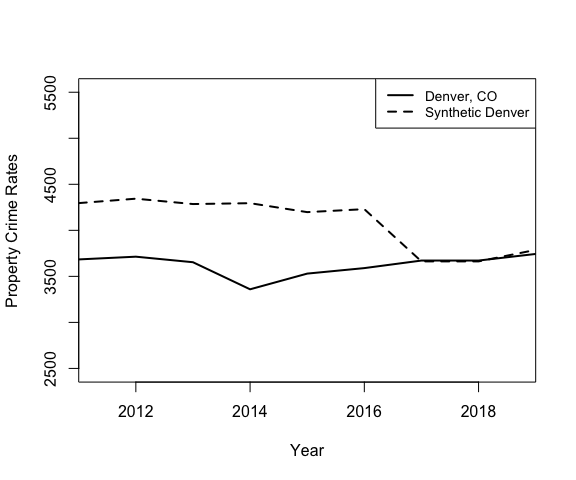 Denver, CO
Synthetic Denver
5500
4500
3500
2500
Property Crime Rates
2012 2014 2016 2018
Year